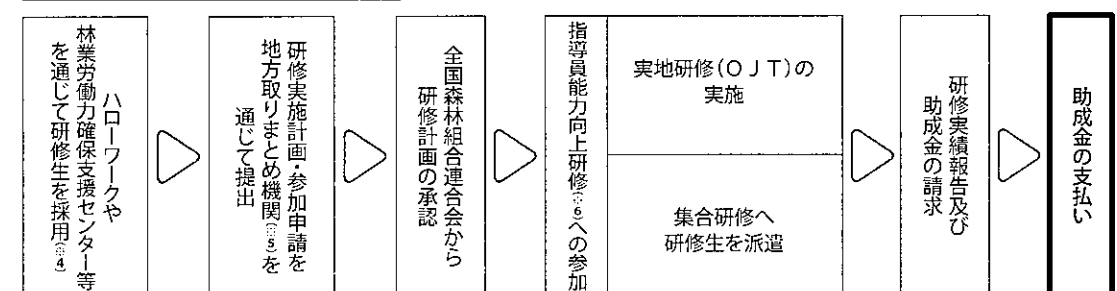 ハローワークや
林業労働力確保支援センター等
を通じて研修生を採用(※4)
研修実施計画・参加申請を
地方取りまとめ機関(※5)を
通じて提出
全国森林組合連合会から
研修計画の承認
指導員能力向上研修(※6)への参加
実地研修(OJT)の
実施
集合研修へ
研修生を派遣
研修実績報告及び
助成金の請求
助成金の支払い